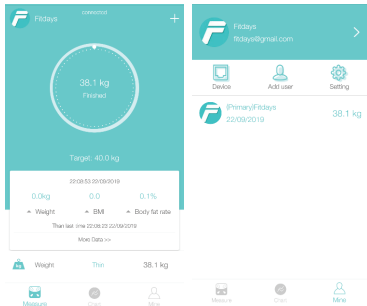 Fitdays
connected
+
38.1 kg
Finished
Target: 40.0 kg
22:08:53 22/09/2019
0.0kg 0.0 0.1%
Weight BMI Body fat rate
Than last time 22:08:23 22/09/2019
More Data >>
kg Weight Thin 38.1 kg
Measure Chart Mine
Fitdays
fitdays@gmail.com
Device Add user Setting
(Primary)Fitdays
22/09/2019
38.1 kg
Measure Chart Mine